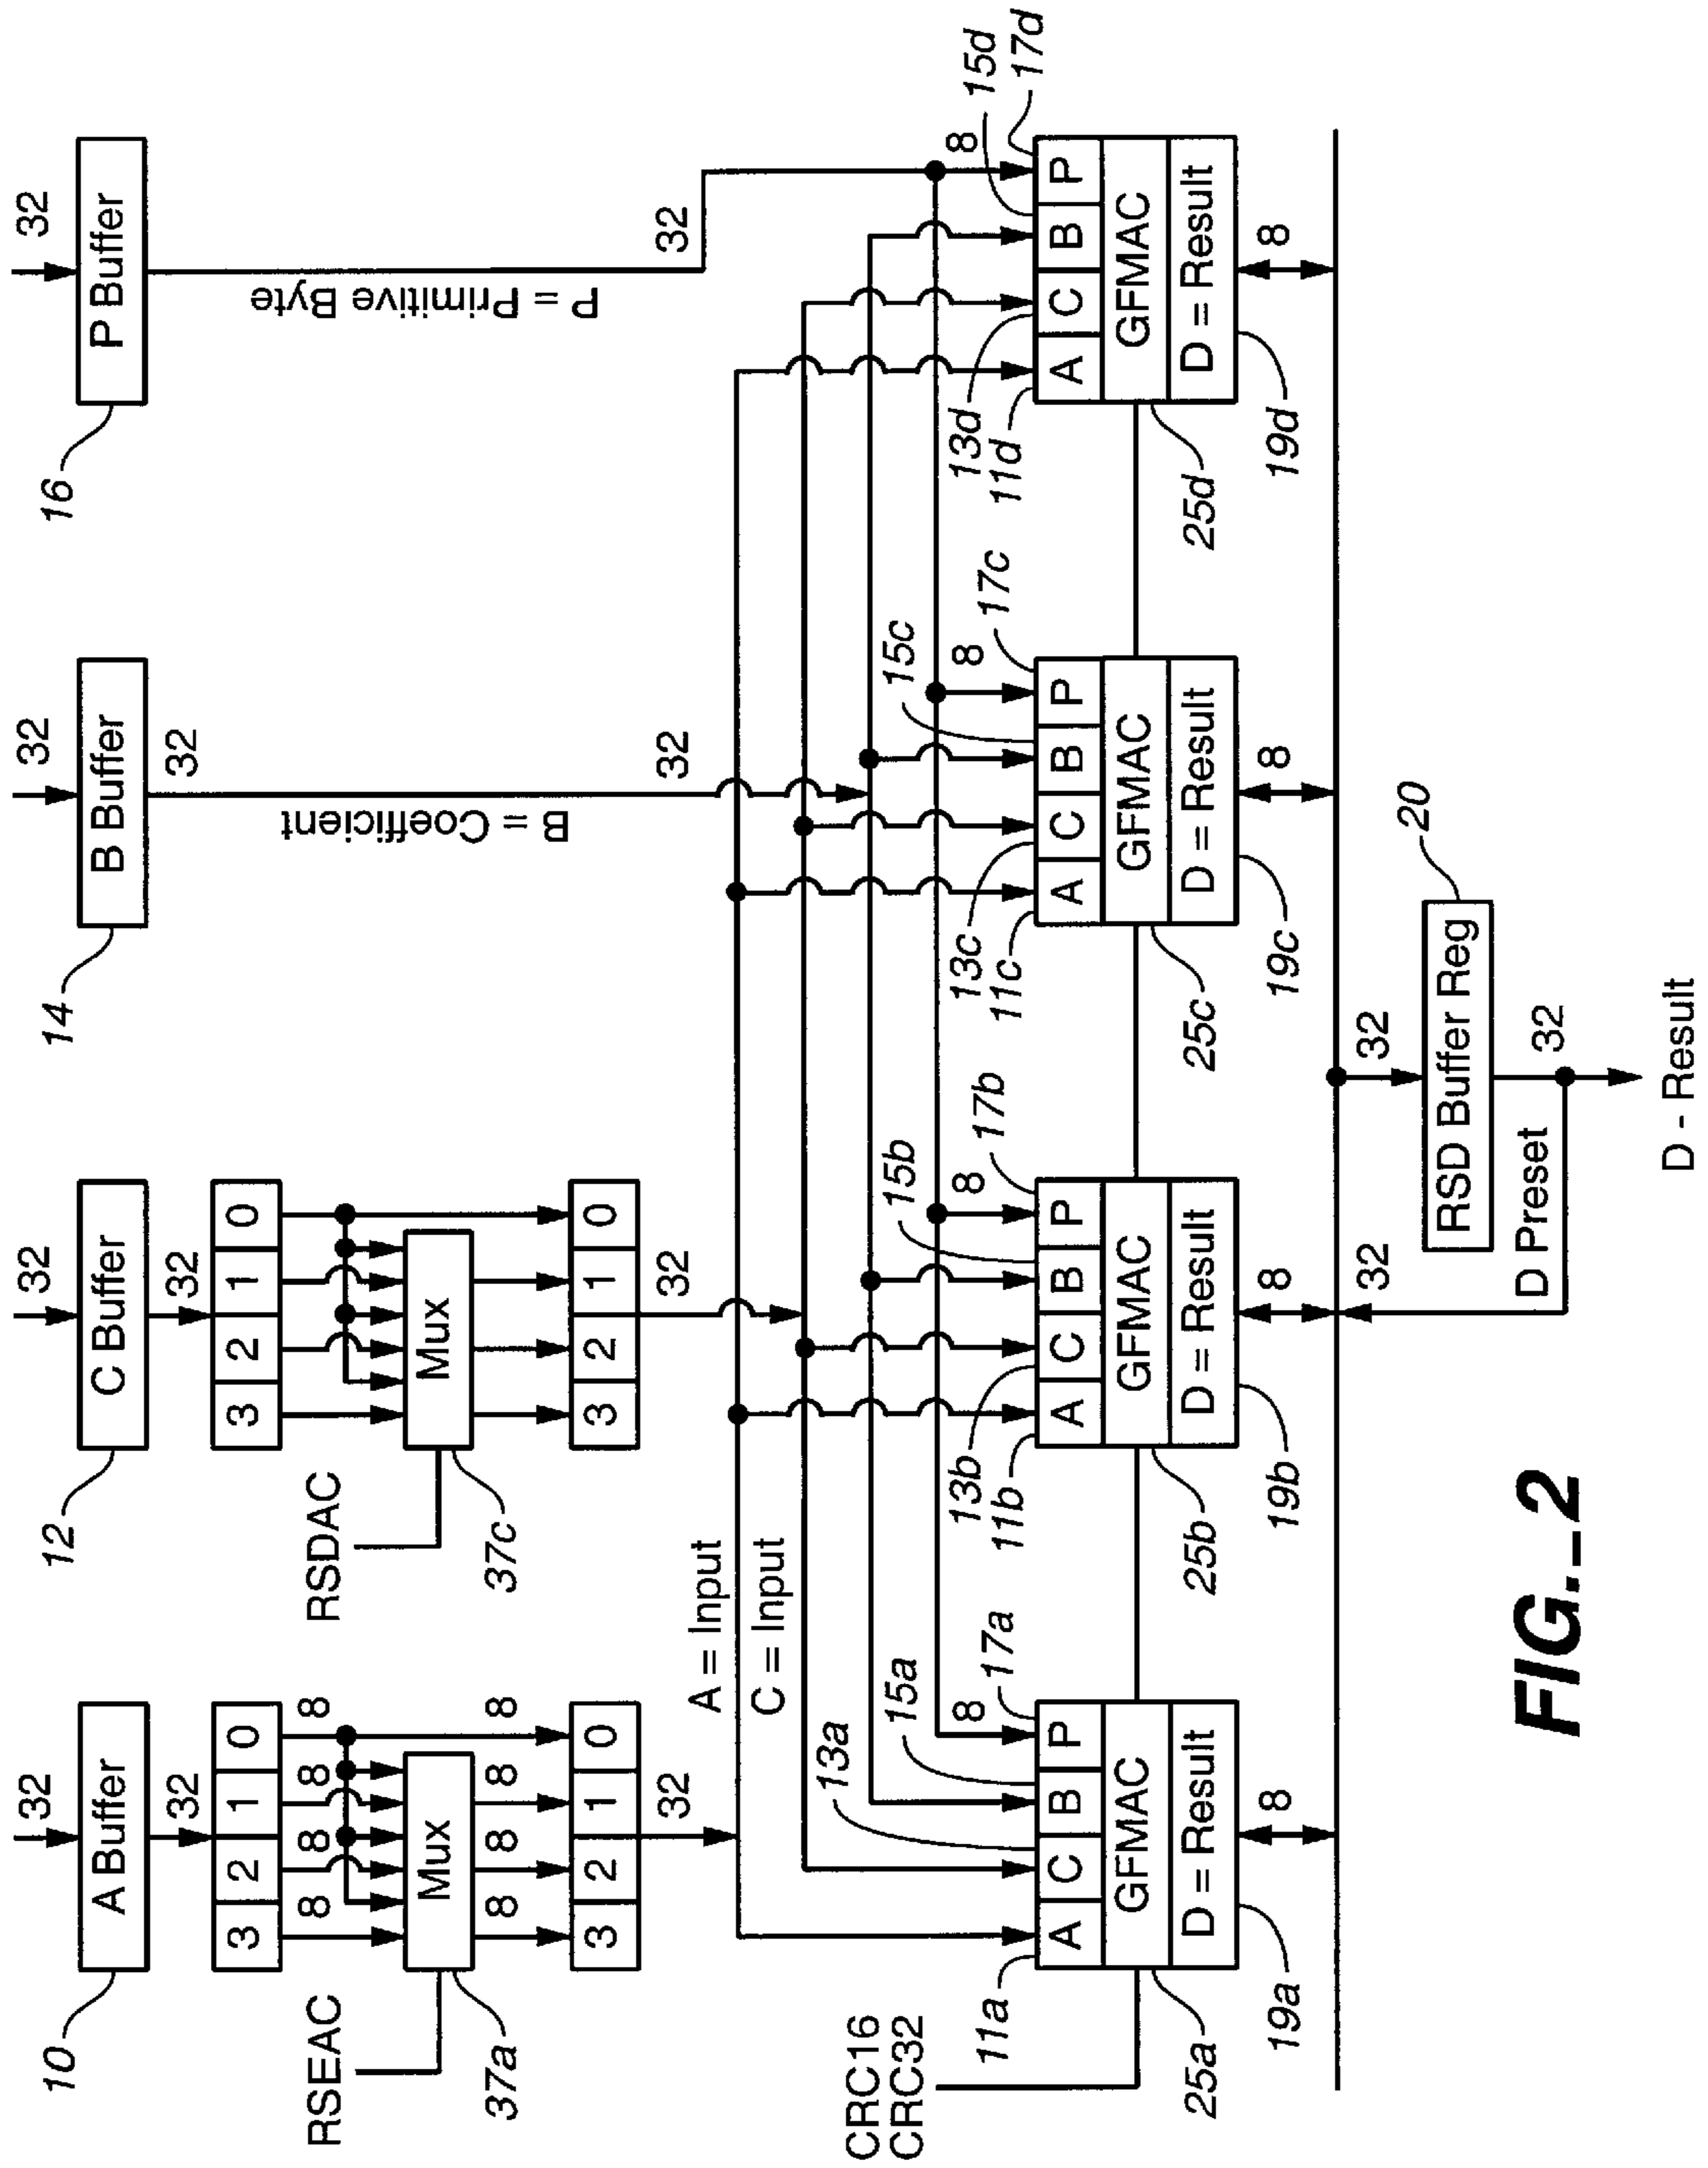 32
32
32
32
10
A Buffer
12
C Buffer
14
B Buffer
16
P Buffer
32
32
32
3 2 1 0
3 2 1 0
8 8 8 8
RSEAC
Mux
37a
RSDAC
Mux
37c
B = Coefficient
P = Primitive Byte
8 8 8 8
3 2 1 0
3 2 1 0
32
32
32
32
A = Input
C = Input
CRC16
CRC32
11a
13a
15a
8
17a
11b
13b
15b
8
17b
11c
13c
15c
8
17c
11d
13d
15d
8
17d
A C B P
A C B P
A C B P
A C B P
GFMAC
GFMAC
GFMAC
GFMAC
D = Result
D = Result
D = Result
D = Result
25a
19a
8
25b
19b
8
25c
19c
8
25d
19d
8
32
32
RSD Buffer Reg
20
D Preset
32
D - Result
FIG._2